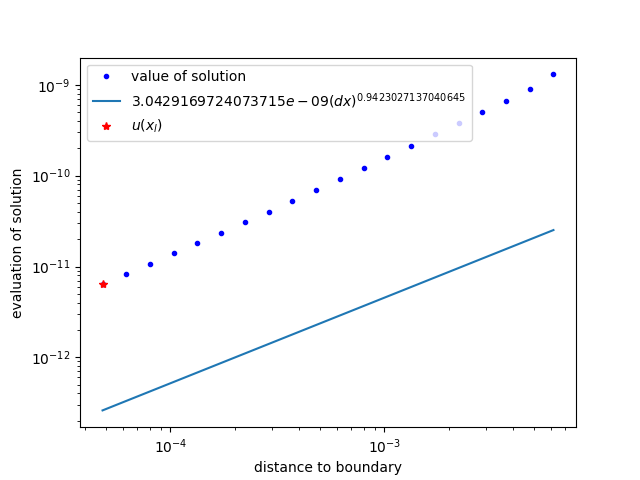 value of solution
3.0429169724073715e − 09(dx)^0.9423027137040645
u(x_l)
10^-9
10^-10
10^-11
10^-12
evaluation of solution
10^-4
10^-3
distance to boundary